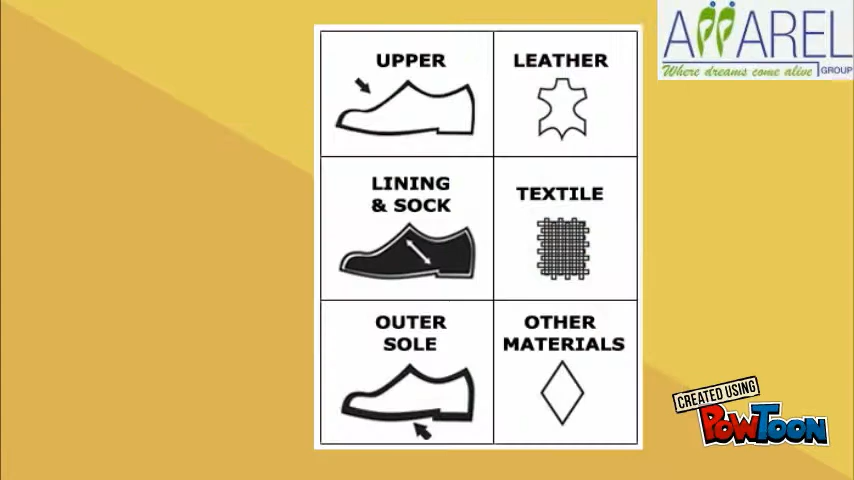 APPAREL
Where dreams come alive GROUP
UPPER
LEATHER
LINING
& SOCK
TEXTILE
OUTER
SOLE
OTHER
MATERIALS
CREATED USING
POWTOON